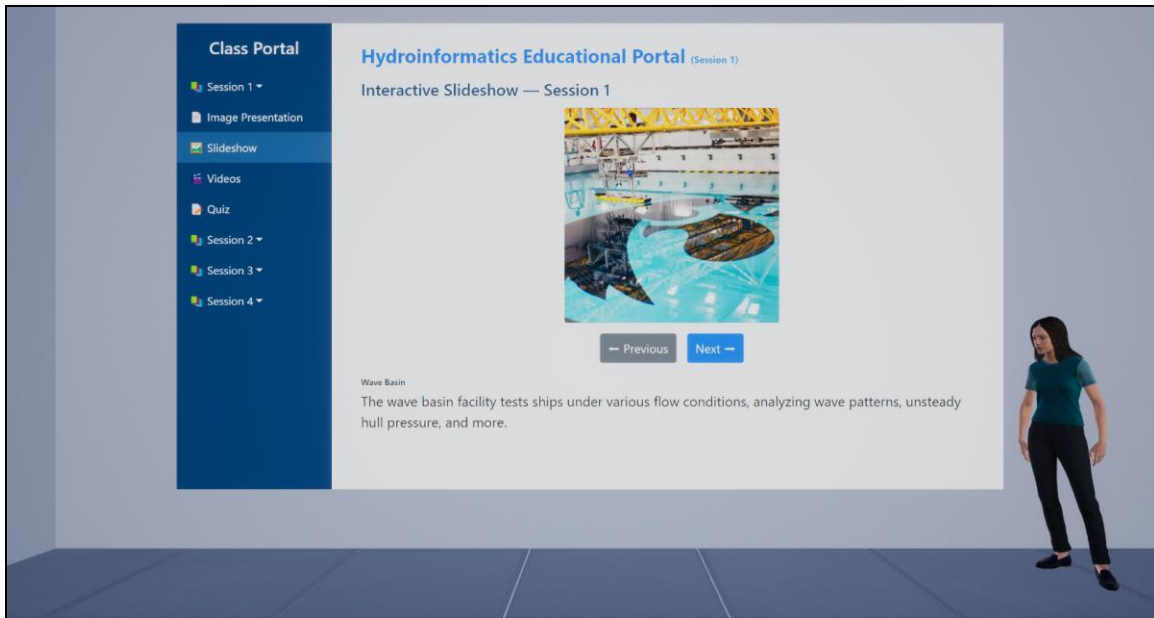 Class Portal
Session 1
Image Presentation
Slideshow
Videos
Quiz
Session 2
Session 3
Session 4
Hydroinformatics Educational Portal (Session 1)
Interactive Slideshow — Session 1
← Previous
Next →
Wave Basin
The wave basin facility tests ships under various flow conditions, analyzing wave patterns, unsteady
hull pressure, and more.